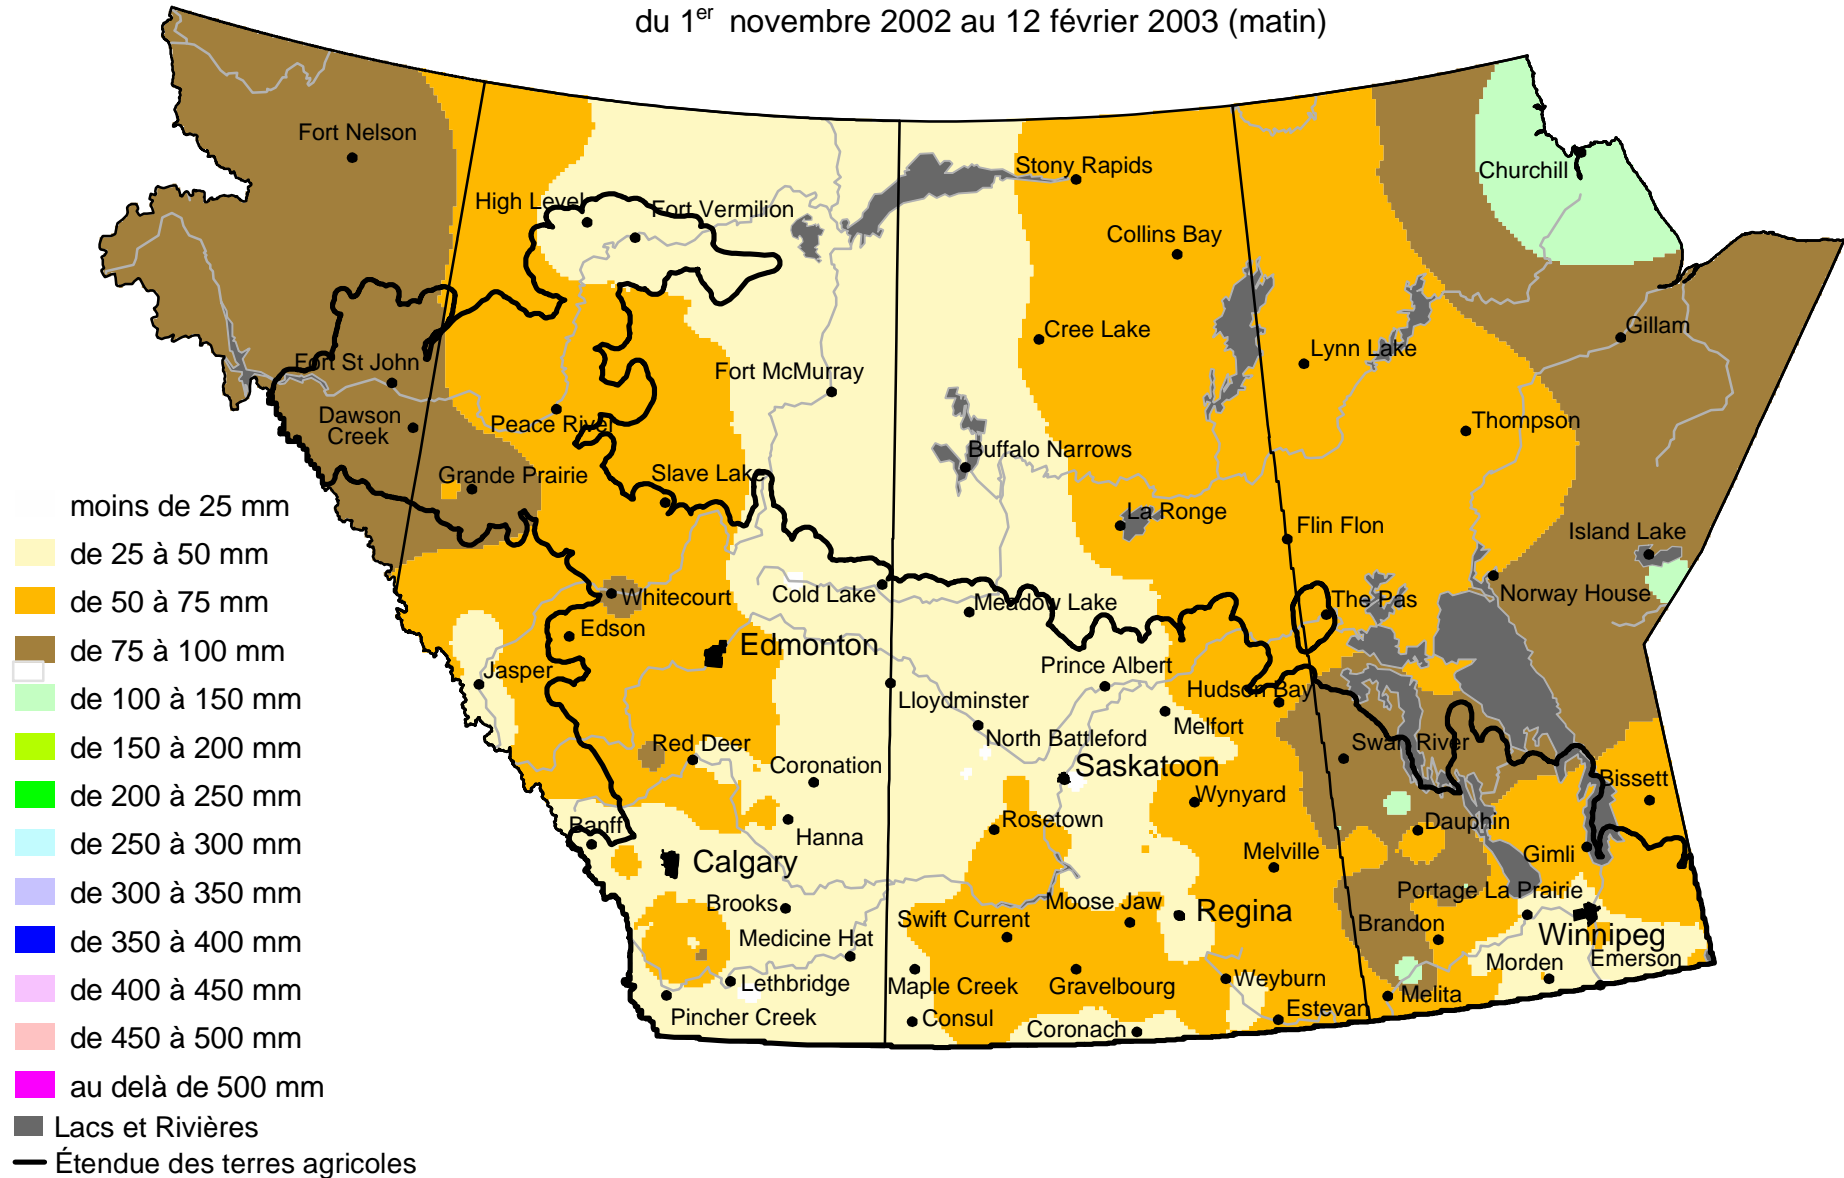 du 1er novembre 2002 au 12 février 2003 (matin)
Fort Nelson
Churchill
Stony Rapids
High Level
Fort Vermilion
Collins Bay
Gillam
Cree Lake
Lynn Lake
Fort St John
Fort McMurray
Dawson
Creek
Peace River
Thompson
Buffalo Narrows
Grande Prairie
Slave Lake
La Ronge
Flin Flon
Island Lake
moins de 25 mm
de 25 à 50 mm
de 50 à 75 mm
de 75 à 100 mm
de 100 à 150 mm
de 150 à 200 mm
de 200 à 250 mm
de 250 à 300 mm
de 300 à 350 mm
de 350 à 400 mm
de 400 à 450 mm
de 450 à 500 mm
au delà de 500 mm
Lacs et Rivières
Étendue des terres agricoles
Whitecourt
Cold Lake
Meadow Lake
The Pas
Norway House
Edson
Edmonton
Jasper
Prince Albert
Hudson Bay
Lloydminster
Melfort
North Battleford
Red Deer
Swan River
Coronation
Saskatoon
Bissett
Wynyard
Banff
Hanna
Rosetown
Dauphin
Calgary
Melville
Gimli
Brooks
Moose Jaw
Portage La Prairie
Swift Current
Regina
Brandon
Medicine Hat
Winnipeg
Lethbridge
Maple Creek
Gravelbourg
Weyburn
Morden
Emerson
Pincher Creek
Consul
Coronach
Estevan
Melita